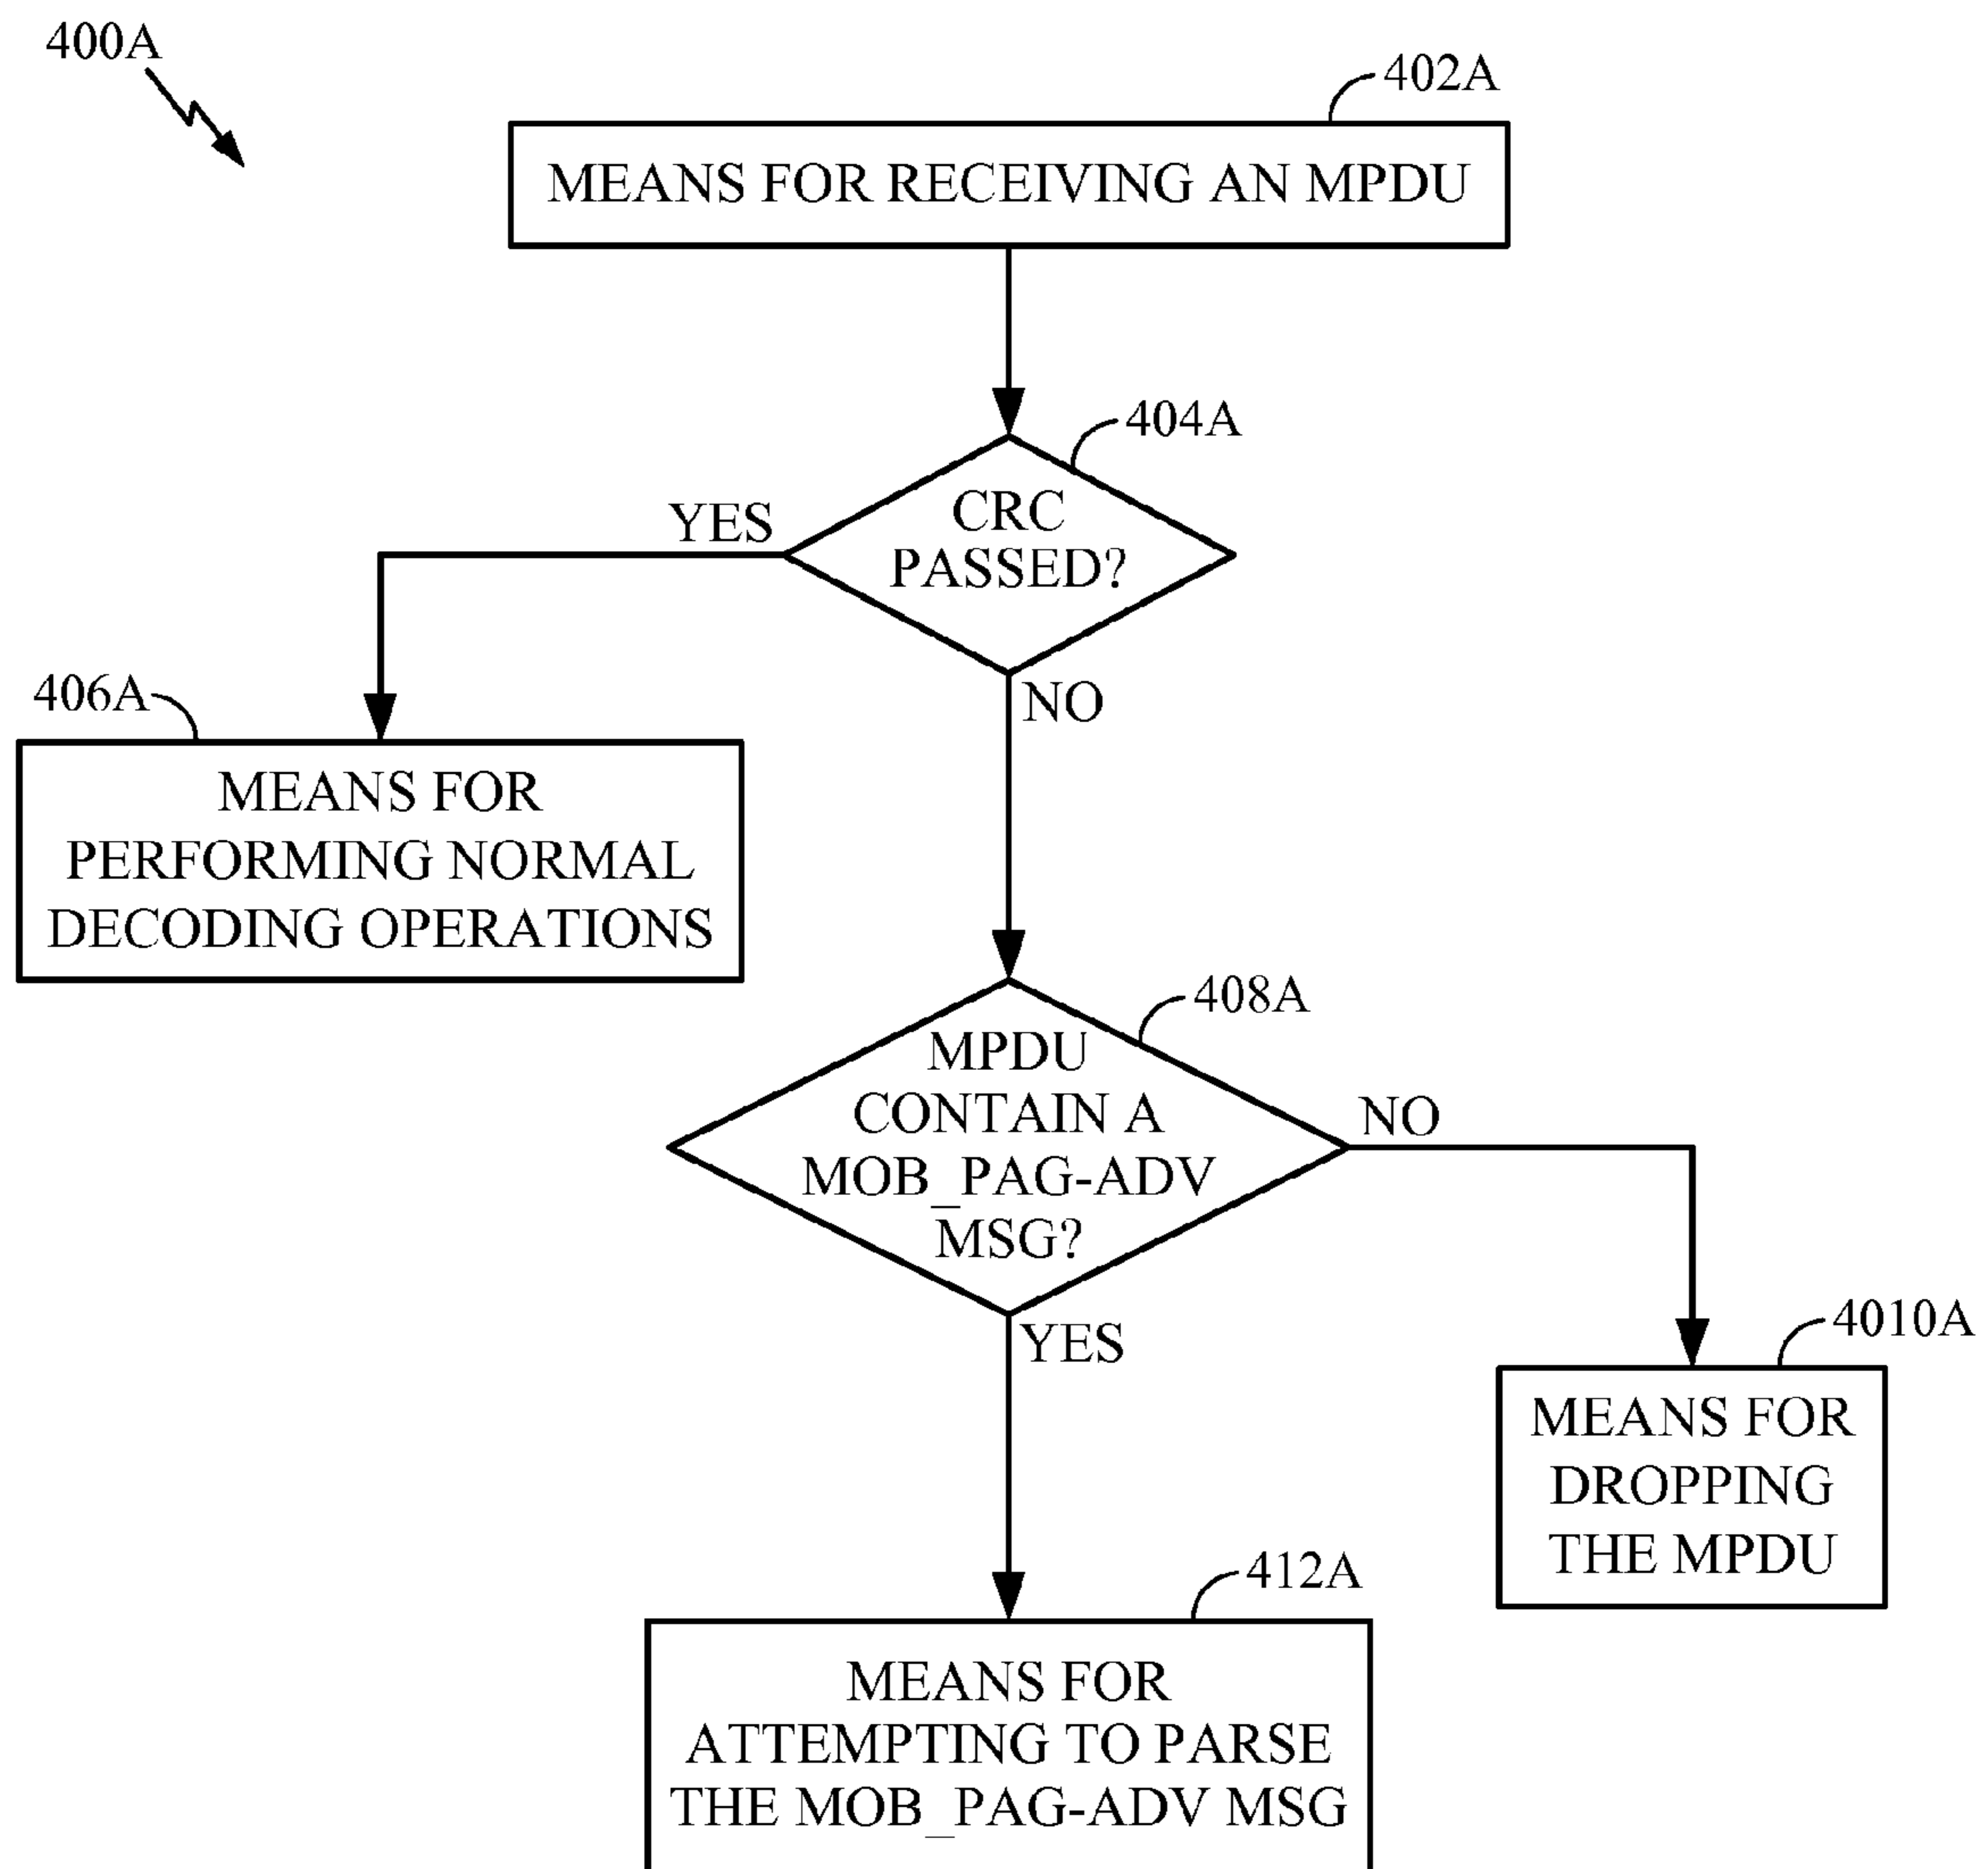 400A
402A
MEANS FOR RECEIVING AN MPDU
404A
CRC
PASSED?
YES
NO
406A
MEANS FOR
PERFORMING NORMAL
DECODING OPERATIONS
408A
MPDU
CONTAIN A
MOB_PAG-ADV
MSG?
NO
YES
4010A
MEANS FOR
DROPPING
THE MPDU
412A
MEANS FOR
ATTEMPTING TO PARSE
THE MOB_PAG-ADV MSG